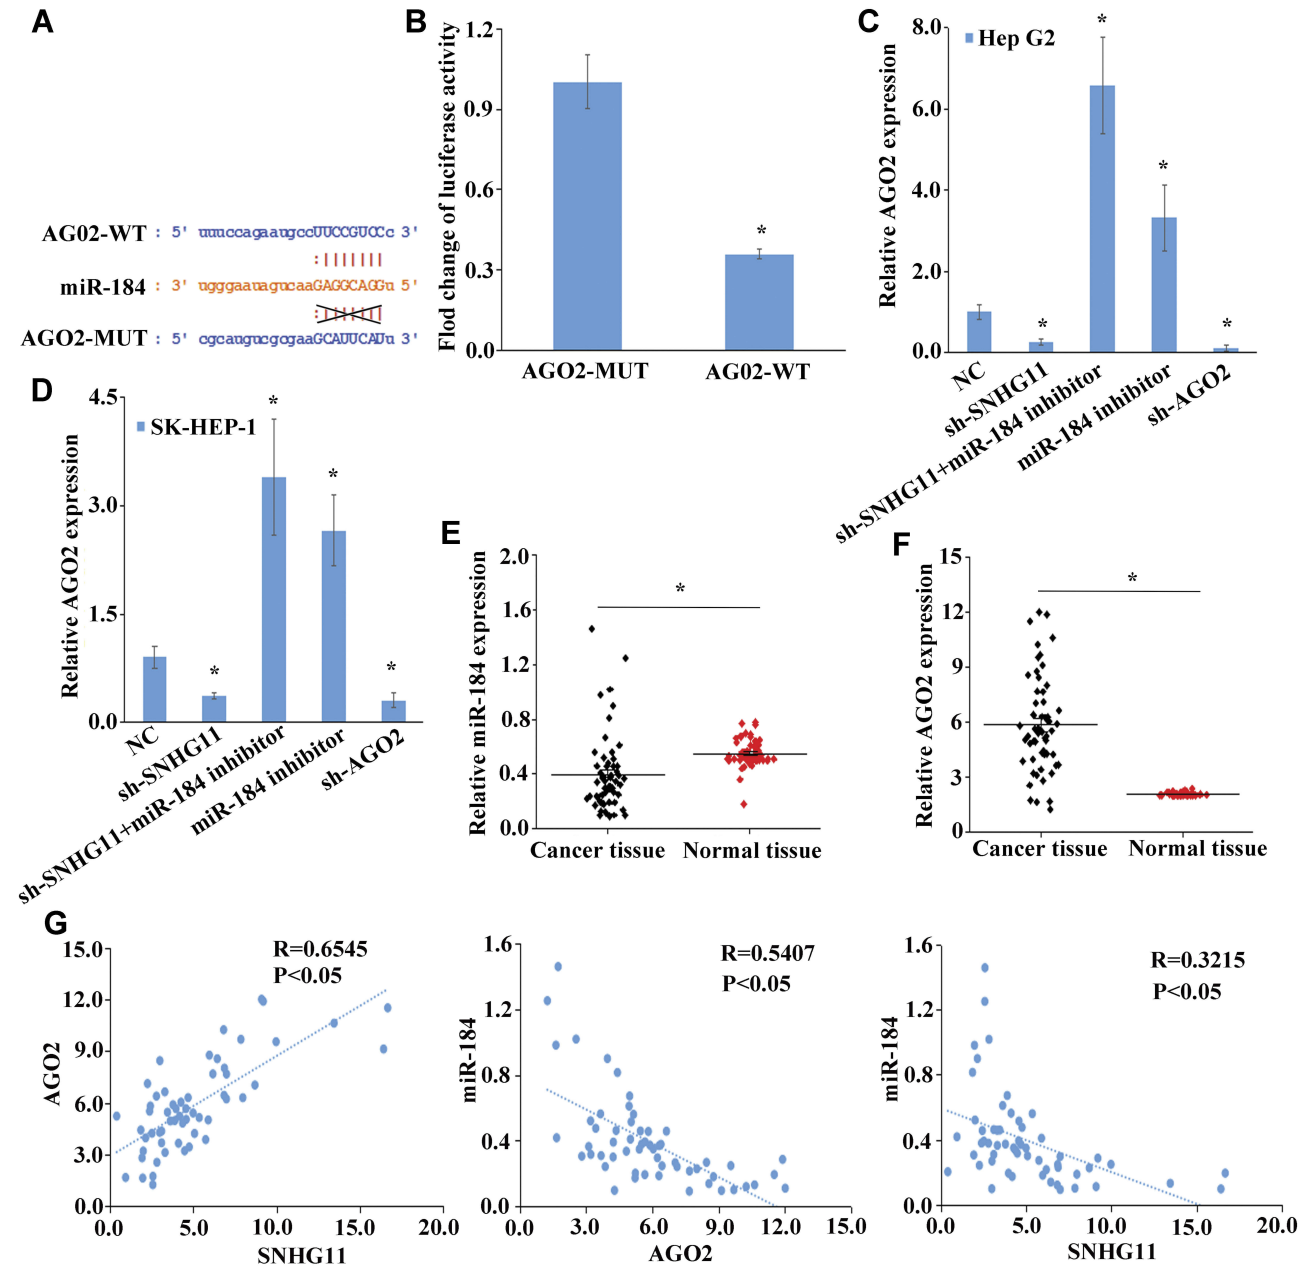 A
AG02-WT : 5' uuuccagaaugccUUCCGUCCc 3'
:|||||||
miR-184 : 3' ugggaauagucaaGAGGCAGGu 5'
:|||||||
AGO2-MUT : 5' cgcaugucgcgaaGCAUUCAUu 3'
B
Flod change of luciferase activity
1.2
0.9
0.6
0.3
0.0
*
AGO2-MUT AG02-WT
C
Relative AGO2 expression
Hep G2
8.0
6.0
4.0
2.0
0.0
* * * *
NC
sh-SNHG11
sh-SNHG11+miR-184 inhibitor
miR-184 inhibitor
sh-AGO2
D
Relative AGO2 expression
SK-HEP-1
4.5
3.0
1.5
0.0
* * * *
NC
sh-SNHG11
sh-SNHG11+miR-184 inhibitor
miR-184 inhibitor
sh-AGO2
E
Relative miR-184 expression
2.0
1.6
1.2
0.8
0.4
0.0
*
Cancer tissue Normal tissue
F
Relative AGO2 expression
15
12
9
6
3
0
*
Cancer tissue Normal tissue
G
AGO2
15.0
12.0
9.0
6.0
3.0
0.0
R=0.6545
P<0.05
0.0 5.0 10.0 15.0 20.0
SNHG11
miR-184
1.6
1.2
0.8
0.4
0.0
R=0.5407
P<0.05
0.0 3.0 6.0 9.0 12.0 15.0
AGO2
miR-184
1.6
1.2
0.8
0.4
0.0
R=0.3215
P<0.05
0.0 5.0 10.0 15.0 20.0
SNHG11